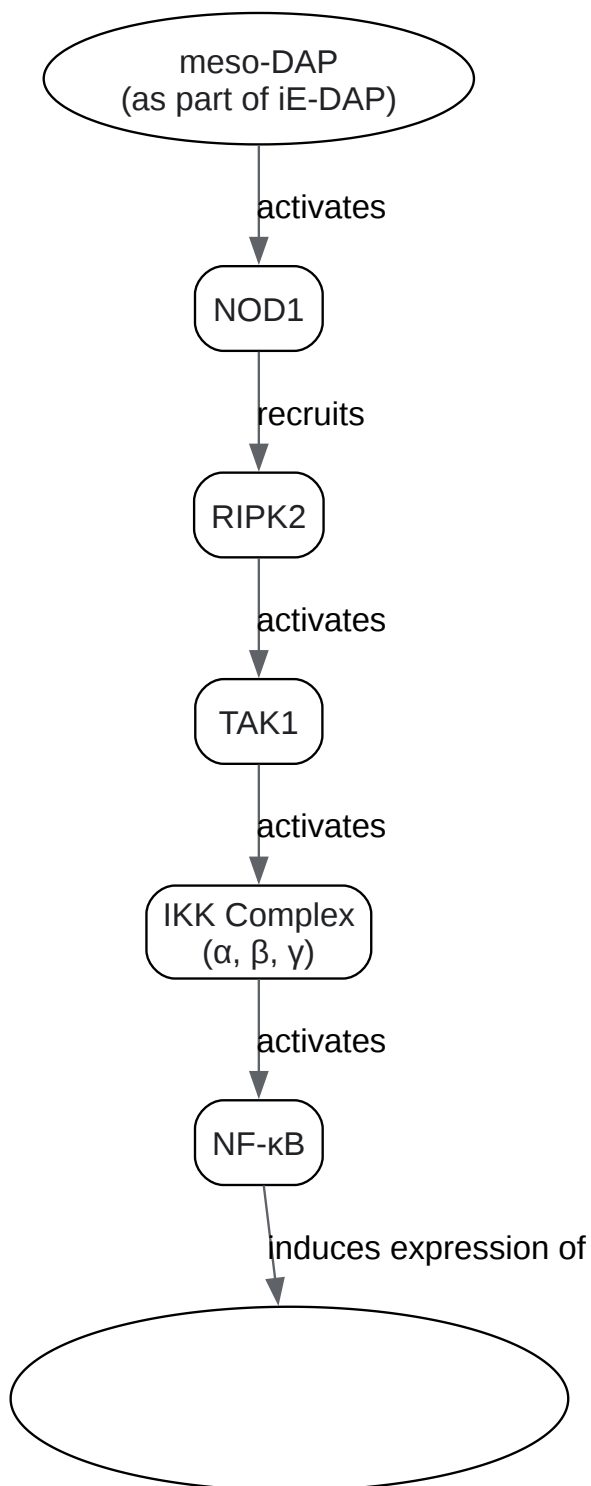 meso-DAP
(as part of iE-DAP)
activates
NOD1
recruits
RIPK2
activates
TAK1
activates
IKK Complex
(α, β, γ)
activates
NF-κB
induces expression of